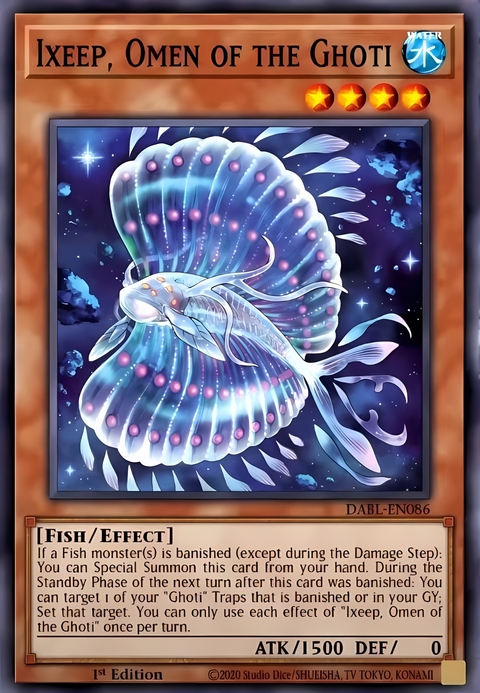 Ixeep, Omen of the Ghoti
WATER
水
DABL-EN086
[Fish/Effect]
If a Fish monster(s) is banished (except during the Damage Step):
You can Special Summon this card from your hand. During the
Standby Phase of the next turn after this card was banished: You
can target 1 of your "Ghoti" Traps that is banished or in your GY;
Set that target. You can only use each effect of "Ixeep, Omen of
the Ghoti" once per turn.
ATK/1500 DEF/ 0
1st Edition ©2020 Studio Dice/SHUEISHA, TV TOKYO, KONAMI